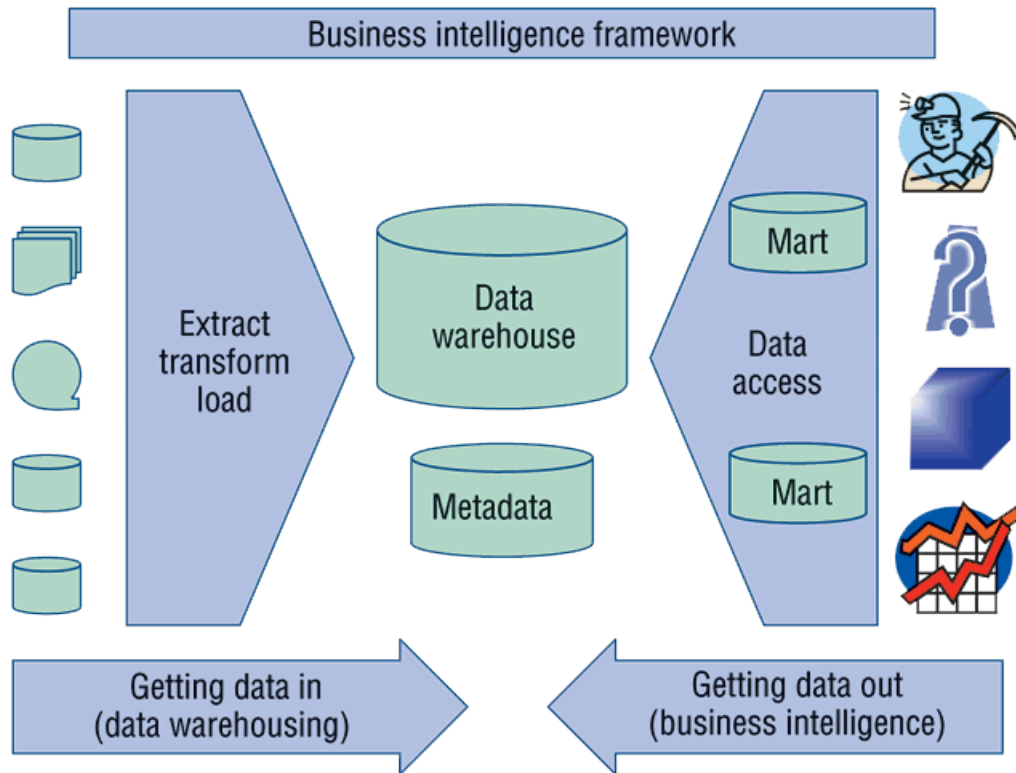 Business intelligence framework
Extract
transform
load
Data
warehouse
Metadata
Mart
Data
access
Mart
?
Getting data in
(data warehousing)
Getting data out
(business intelligence)